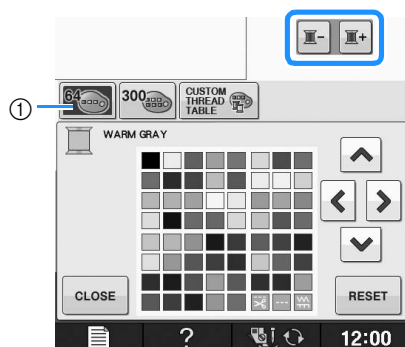 - +
① 64 300 CUSTOM
THREAD
TABLE
WARM GRAY
CLOSE RESET
? 12:00